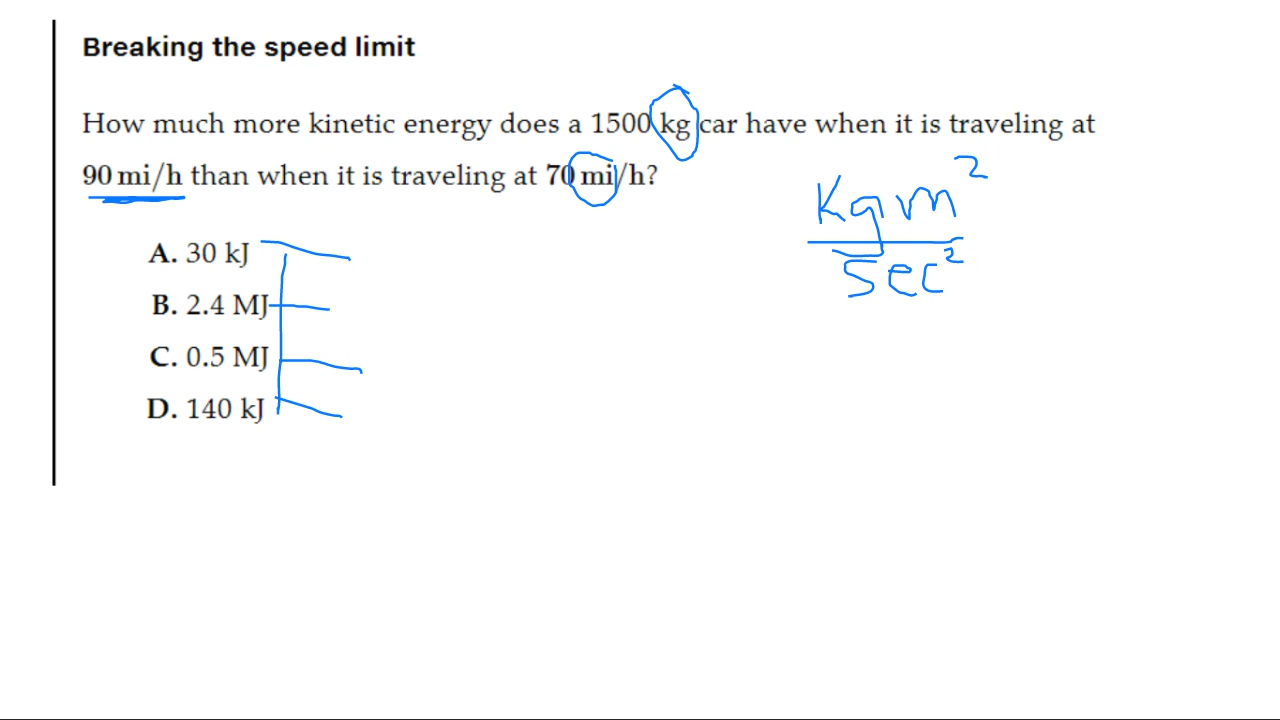 Breaking the speed limit
How much more kinetic energy does a 1500 kg car have when it is traveling at
90 mi/h than when it is traveling at 70 mi/h?
A. 30 kJ
B. 2.4 MJ
C. 0.5 MJ
D. 140 kJ
Kg m²
sec²